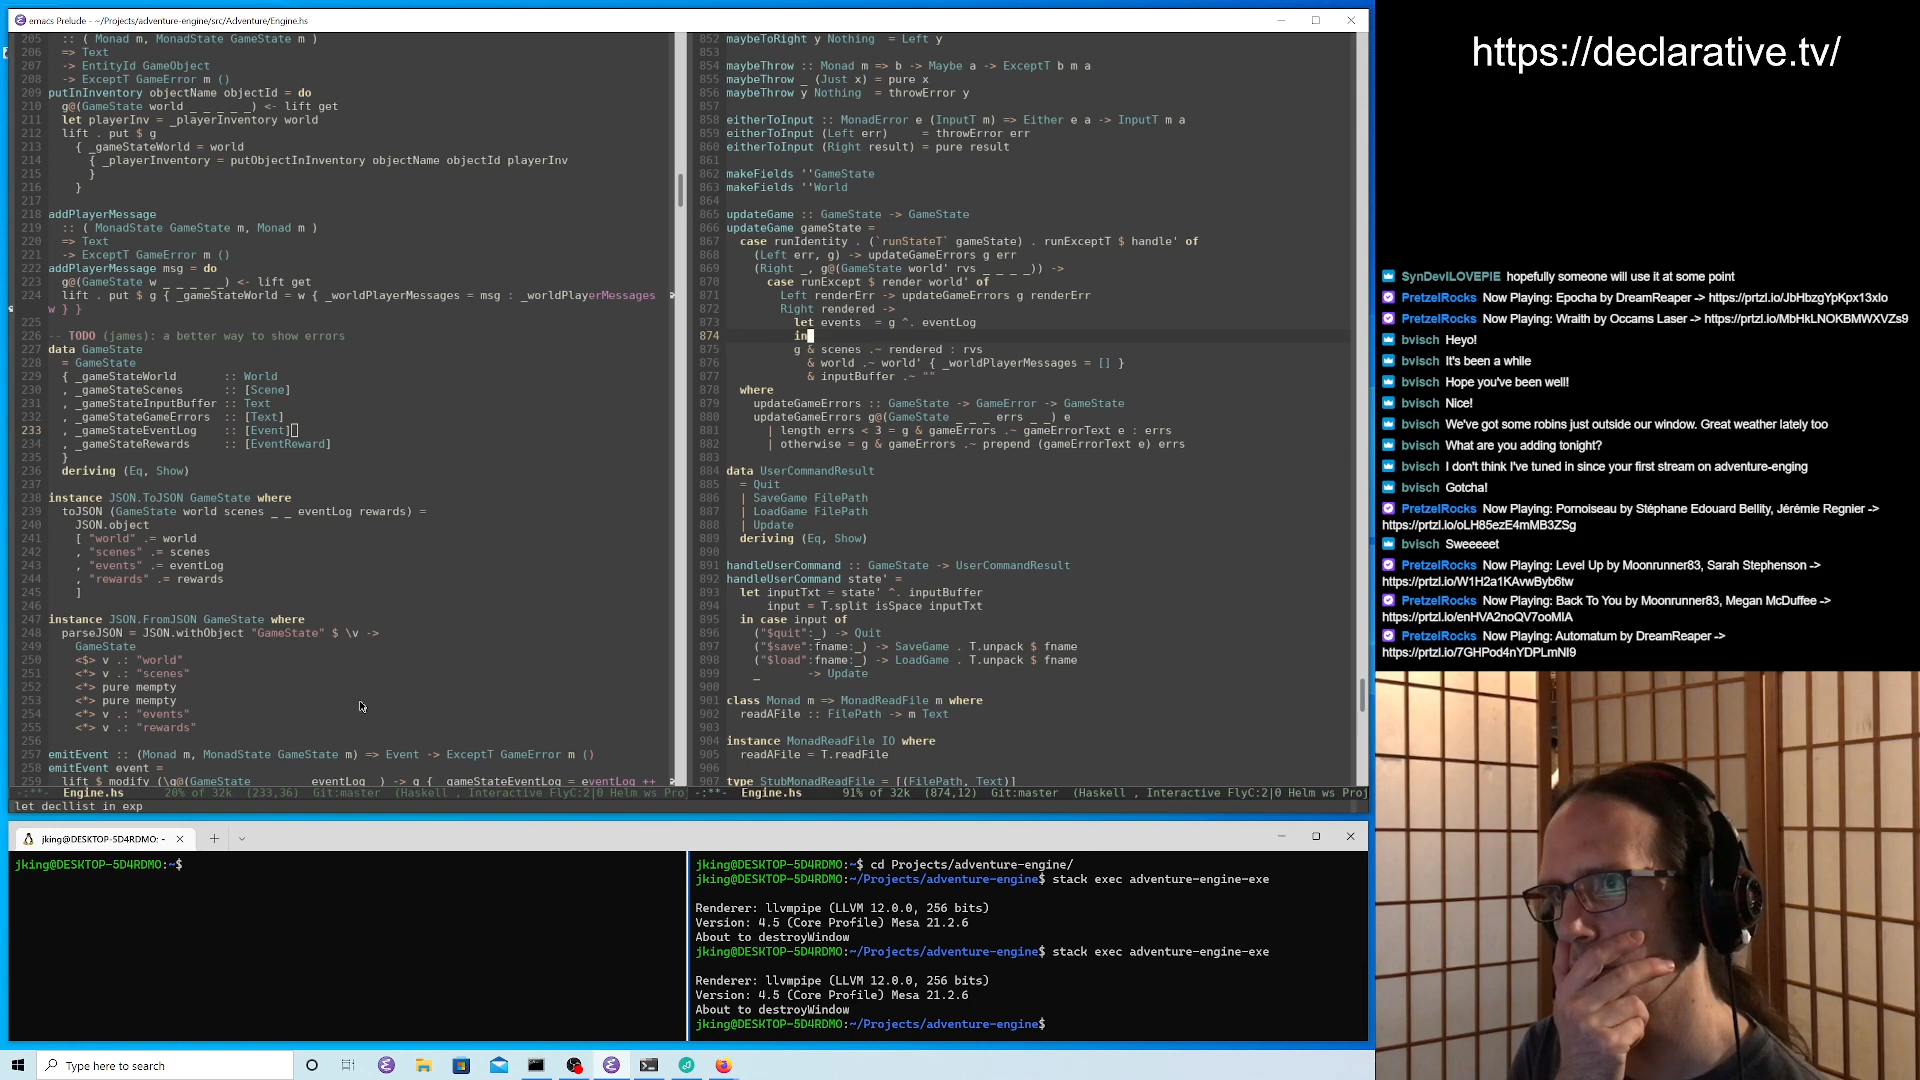 emacs Prelude - ~/Projects/adventure-engine/src/Adventure/Engine.hs
205 :: ( Monad m, MonadState GameState m )
206 => Text
207 -> EntityId GameObject
208 -> ExceptT GameError m ()
209 putInInventory objectName objectId = do
210 g@(GameState world _ _ _ _ _) <- lift get
211 let playerInv = _playerInventory world
212 lift . put $ g
213 { _gameStateWorld = world
214 { _playerInventory = putObjectInInventory objectName objectId playerInv
215 }
216 }
217
218 addPlayerMessage
219 :: ( MonadState GameState m, Monad m )
220 => Text
221 -> ExceptT GameError m ()
222 addPlayerMessage msg = do
223 g@(GameState w _ _ _ _ _) <- lift get
224 lift . put $ g { _gameStateWorld = w { _worldPlayerMessages = msg : _worldPlayerMessages
w } }
225
226 -- TODO (james): a better way to show errors
227 data GameState
228 = GameState
229 { _gameStateWorld :: World
230 , _gameStateScenes :: [Scene]
231 , _gameStateInputBuffer :: Text
232 , _gameStateGameErrors :: [Text]
233 , _gameStateEventLog :: [Event]
234 , _gameStateRewards :: [EventReward]
235 }
236 deriving (Eq, Show)
237
238 instance JSON.ToJSON GameState where
239 toJSON (GameState world scenes _ _ eventLog rewards) =
240 JSON.object
241 [ "world" .= world
242 , "scenes" .= scenes
243 , "events" .= eventLog
244 , "rewards" .= rewards
245 ]
246
247 instance JSON.FromJSON GameState where
248 parseJSON = JSON.withObject "GameState" $ \v ->
249 GameState
250 <$> v .: "world"
251 <*> v .: "scenes"
252 <*> pure mempty
253 <*> pure mempty
254 <*> v .: "events"
255 <*> v .: "rewards"
256
257 emitEvent :: (Monad m, MonadState GameState m) => Event -> ExceptT GameError m ()
258 emitEvent event =
259 lift $ modify (\g@(GameState _ _ _ _ eventLog _) -> g { _gameStateEventLog = eventLog ++
-:**- Engine.hs 20% of 32k (233,36) Git:master (Haskell , Interactive FlyC:2|0 Helm ws Proj
let decllist in exp
852 maybeToRight y Nothing = Left y
853
854 maybeThrow :: Monad m => b -> Maybe a -> ExceptT b m a
855 maybeThrow _ (Just x) = pure x
856 maybeThrow y Nothing = throwError y
857
858 eitherToInput :: MonadError e (InputT m) => Either e a -> InputT m a
859 eitherToInput (Left err) = throwError err
860 eitherToInput (Right result) = pure result
861
862 makeFields ''GameState
863 makeFields ''World
864
865 updateGame :: GameState -> GameState
866 updateGame gameState =
867 case runIdentity . (`runStateT` gameState) . runExceptT $ handle' of
868 (Left err, g) -> updateGameErrors g err
869 (Right _, g@(GameState world' rvs _ _ _ _)) ->
870 case runExcept $ render world' of
871 Left renderErr -> updateGameErrors g renderErr
872 Right rendered ->
873 let events = g ^. eventLog
874 in
875 g & scenes .~ rendered : rvs
876 & world .~ world' { _worldPlayerMessages = [] }
877 & inputBuffer .~ ""
878 where
879 updateGameErrors :: GameState -> GameError -> GameState
880 updateGameErrors g@(GameState _ _ _ errs _ _) e
881 | length errs < 3 = g & gameErrors .~ gameErrorText e : errs
882 | otherwise = g & gameErrors .~ prepend (gameErrorText e) errs
883
884 data UserCommandResult
885 = Quit
886 | SaveGame FilePath
887 | LoadGame FilePath
888 | Update
889 deriving (Eq, Show)
890
891 handleUserCommand :: GameState -> UserCommandResult
892 handleUserCommand state' =
893 let inputTxt = state' ^. inputBuffer
894 input = T.split isSpace inputTxt
895 in case input of
896 ("$quit":_) -> Quit
897 ("$save":fname:_) -> SaveGame . T.unpack $ fname
898 ("$load":fname:_) -> LoadGame . T.unpack $ fname
899 _ -> Update
900
901 class Monad m => MonadReadFile m where
902 readAFile :: FilePath -> m Text
903
904 instance MonadReadFile IO where
905 readAFile = T.readFile
906
907 type StubMonadReadFile = [(FilePath, Text)]
-:**- Engine.hs 91% of 32k (874,12) Git:master (Haskell , Interactive FlyC:2|0 Helm ws Proj
jking@DESKTOP-5D4RDMO: ~
jking@DESKTOP-5D4RDMO:~$
jking@DESKTOP-5D4RDMO:~$ cd Projects/adventure-engine/
jking@DESKTOP-5D4RDMO:~/Projects/adventure-engine$ stack exec adventure-engine-exe
Renderer: llvmpipe (LLVM 12.0.0, 256 bits)
Version: 4.5 (Core Profile) Mesa 21.2.6
About to destroyWindow
jking@DESKTOP-5D4RDMO:~/Projects/adventure-engine$ stack exec adventure-engine-exe
Renderer: llvmpipe (LLVM 12.0.0, 256 bits)
Version: 4.5 (Core Profile) Mesa 21.2.6
About to destroyWindow
jking@DESKTOP-5D4RDMO:~/Projects/adventure-engine$
Type here to search
https://declarative.tv/
SynDevILOVEPIE hopefully someone will use it at some point
PretzelRocks Now Playing: Epocha by DreamReaper -> https://prtzl.io/JbHbzgYpKpx13xlo
PretzelRocks Now Playing: Wraith by Occams Laser -> https://prtzl.io/MbHkLNOKBMWXVZs9
bvisch Heyo!
bvisch It's been a while
bvisch Hope you've been well!
bvisch Nice!
bvisch We've got some robins just outside our window. Great weather lately too
bvisch What are you adding tonight?
bvisch I don't think I've tuned in since your first stream on adventure-enging
bvisch Gotcha!
PretzelRocks Now Playing: Pornoiseau by Stéphane Edouard Bellity, Jérémie Regnier ->
https://prtzl.io/oLH85ezE4mMB3ZSg
bvisch Sweeeeet
PretzelRocks Now Playing: Level Up by Moonrunner83, Sarah Stephenson ->
https://prtzl.io/W1H2a1KAvwByb6tw
PretzelRocks Now Playing: Back To You by Moonrunner83, Megan McDuffee ->
https://prtzl.io/enHVA2noQV7ooMlA
PretzelRocks Now Playing: Automatum by DreamReaper ->
https://prtzl.io/7GHPod4nYDPLmNI9